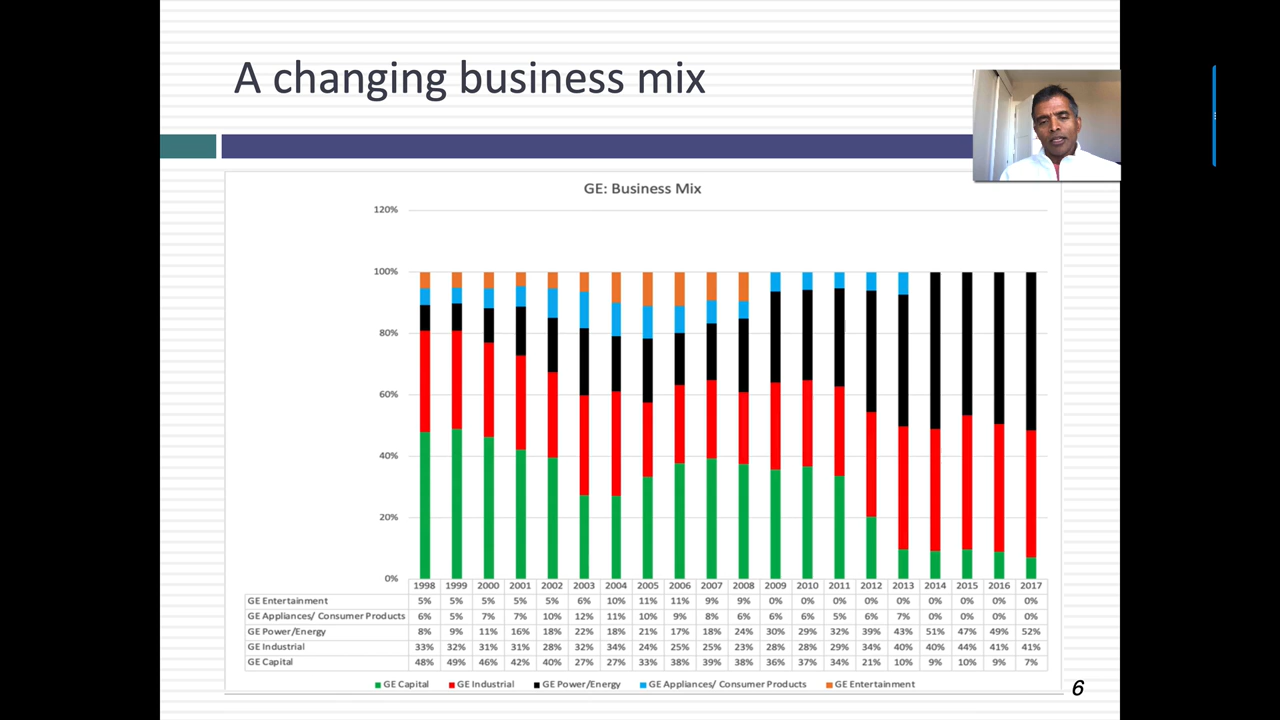 A changing business mix
GE: Business Mix
120%
100%
80%
60%
40%
20%
0%
1998 1999 2000 2001 2002 2003 2004 2005 2006 2007 2008 2009 2010 2011 2012 2013 2014 2015 2016 2017
GE Entertainment 5% 5% 5% 5% 5% 6% 10% 11% 11% 9% 9% 0% 0% 0% 0% 0% 0% 0% 0% 0%
GE Appliances/ Consumer Products 6% 5% 7% 7% 10% 12% 11% 10% 9% 8% 6% 6% 6% 5% 6% 7% 0% 0% 0% 0%
GE Power/Energy 8% 9% 11% 16% 18% 22% 18% 21% 17% 18% 24% 30% 29% 32% 39% 43% 51% 47% 49% 52%
GE Industrial 33% 32% 31% 31% 28% 32% 34% 24% 25% 25% 23% 28% 28% 29% 34% 40% 40% 44% 41% 41%
GE Capital 48% 49% 46% 42% 40% 27% 27% 33% 38% 39% 38% 36% 37% 34% 21% 10% 9% 10% 9% 7%
GE Capital GE Industrial GE Power/Energy GE Appliances/ Consumer Products GE Entertainment
6